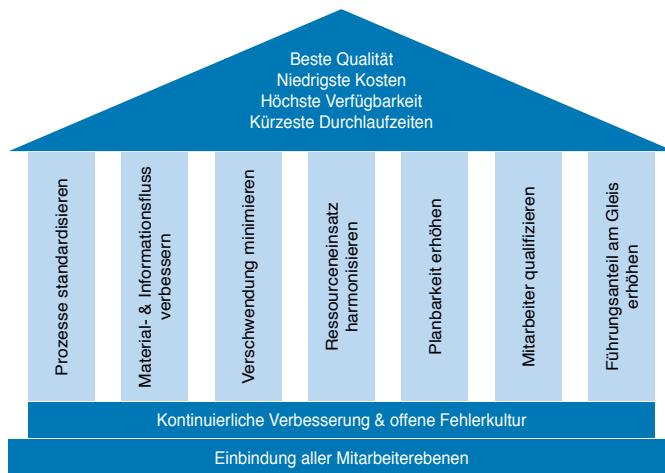 Beste Qualität
Niedrigste Kosten
Höchste Verfügbarkeit
Kürzeste Durchlaufzeiten
Prozesse standardisieren
Material- & Informationsfluss
verbessern
Verschwendung minimieren
Ressourceneinsatz
harmonisieren
Planbarkeit erhöhen
Mitarbeiter qualifizieren
Führungsanteil am Gleis
erhöhen
Kontinuierliche Verbesserung & offene Fehlerkultur
Einbindung aller Mitarbeiterebenen